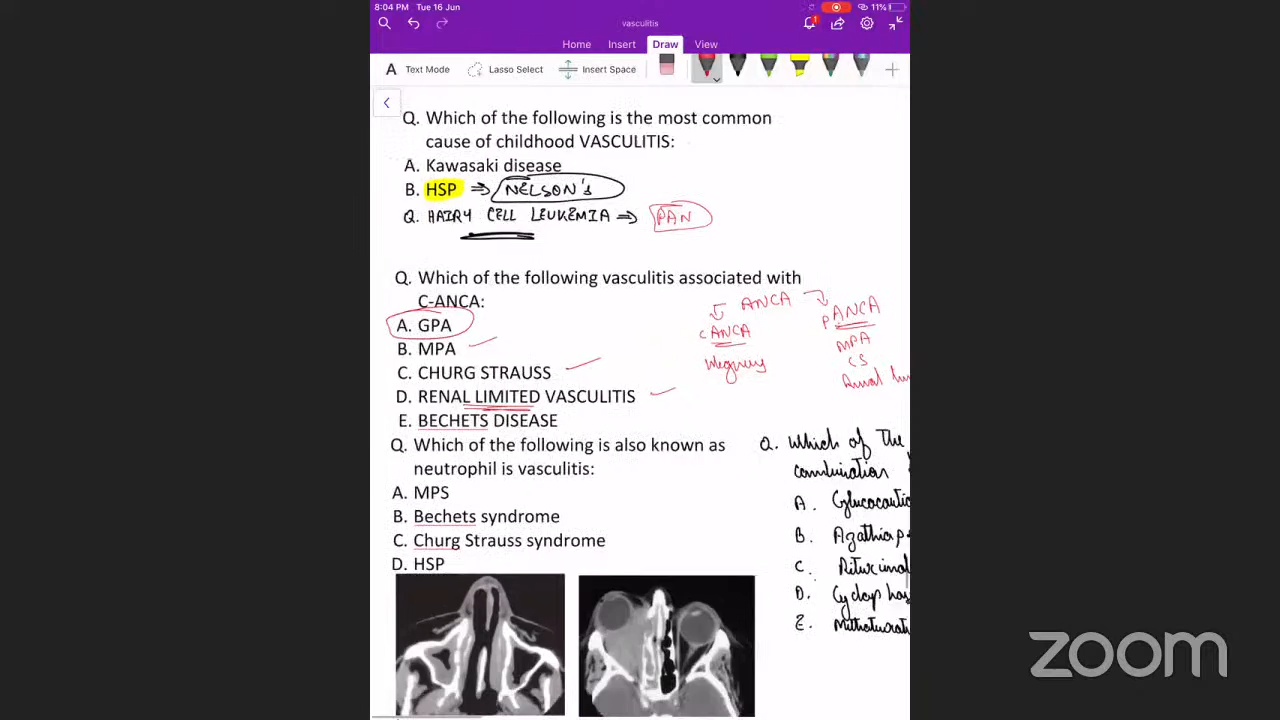 8:04 PM Tue 16 Jun
11%
vasculitis
Home Insert Draw View
A Text Mode Lasso Select Insert Space
Q. Which of the following is the most common
cause of childhood VASCULITIS:
A. Kawasaki disease
B. HSP ⇒ NELSON's
Q. HAIRY CELL LEUKEMIA ⇒ PAN
Q. Which of the following vasculitis associated with
C-ANCA:
A. GPA
B. MPA
C. CHURG STRAUSS
D. RENAL LIMITED VASCULITIS
E. BECHETS DISEASE
ANCA
cANCA
pANCA
MPA
CS
Q. Which of the following is also known as
neutrophil is vasculitis:
A. MPS
B. Bechets syndrome
C. Churg Strauss syndrome
D. HSP
Q. Which of The
combination
A.
B.
C.
D.
E.
zoom